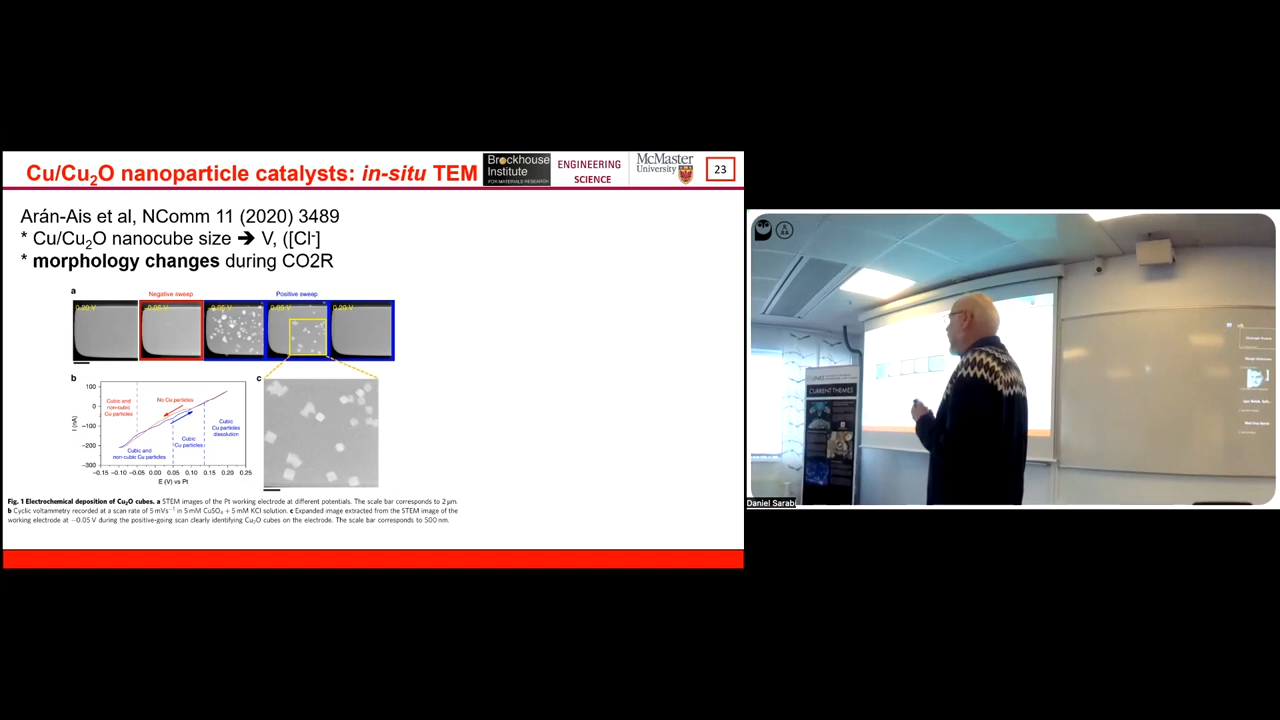 Cu/Cu2O nanoparticle catalysts: in-situ TEM
Brockhouse
Institute
FOR MATERIALS RESEARCH
ENGINEERING
SCIENCE
McMaster
University
23
Arán-Ais et al, NComm 11 (2020) 3489
* Cu/Cu2O nanocube size ➔ V, ([Cl-]
* morphology changes during CO2R
a
Negative sweep
Positive sweep
0.20 V
-0.05 V
-0.05 V
0.05 V
0.20 V
b
c
100
0
-100
-200
-300
I (nA)
Cubic and
non-cubic
Cu particles
No Cu particles
Cubic
Cu particles
Cubic
Cu particles
dissolution
Cubic and
non-cubic Cu particles
-0.15 -0.10 -0.05 0.00 0.05 0.10 0.15 0.20 0.25
E (V) vs Pt
Fig. 1 Electrochemical deposition of Cu2O cubes. a STEM images of the Pt working electrode at different potentials. The scale bar corresponds to 2 μm.
b Cyclic voltammetry recorded at a scan rate of 5 mVs−1 in 5 mM CuSO4 + 5 mM KCl solution. c Expanded image extracted from the STEM image of the
working electrode at −0.05 V during the positive-going scan clearly identifying Cu2O cubes on the electrode. The scale bar corresponds to 500 nm.
CURRENT THEMES
Daniel Sarab